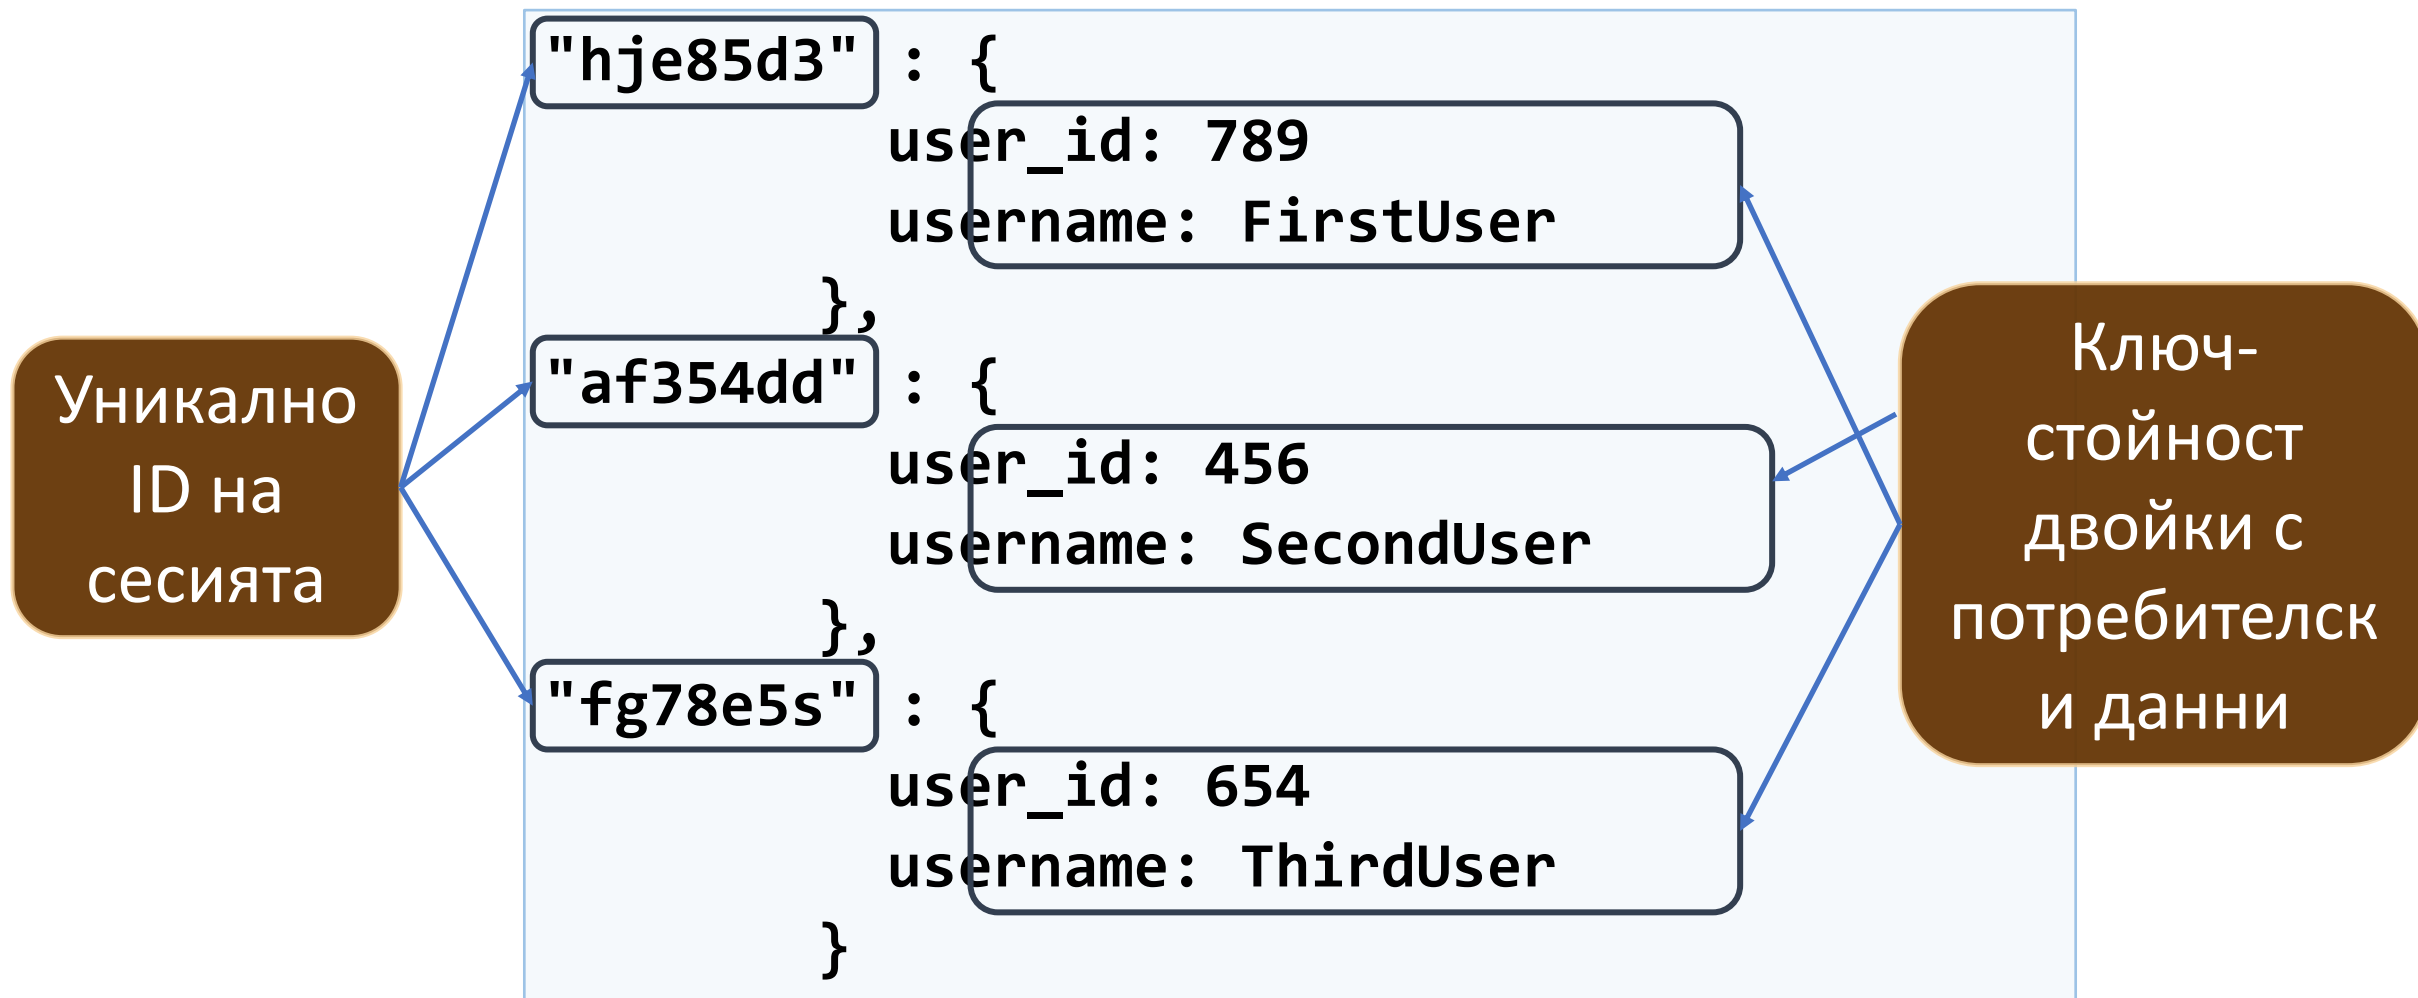 "hje85d3" : {
user_id: 789
username: FirstUser
},
"af354dd" : {
user_id: 456
username: SecondUser
},
"fg78e5s" : {
user_id: 654
username: ThirdUser
}
Уникално
ID на
сесията
Ключ-
стойност
двойки с
потребителск
и данни